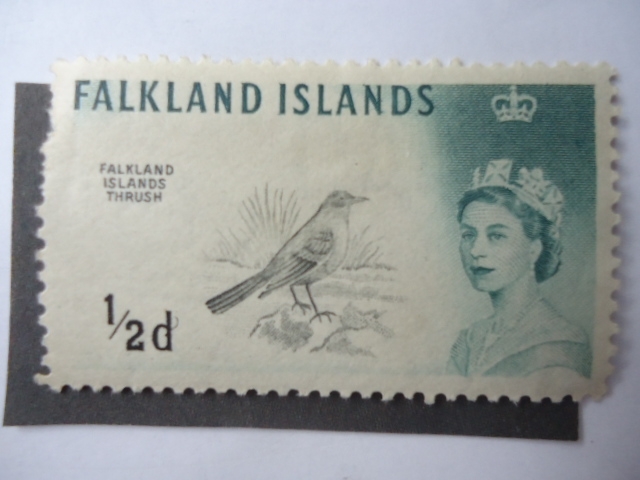 FALKLAND ISLANDS
FALKLAND
ISLANDS
THRUSH
1/2d